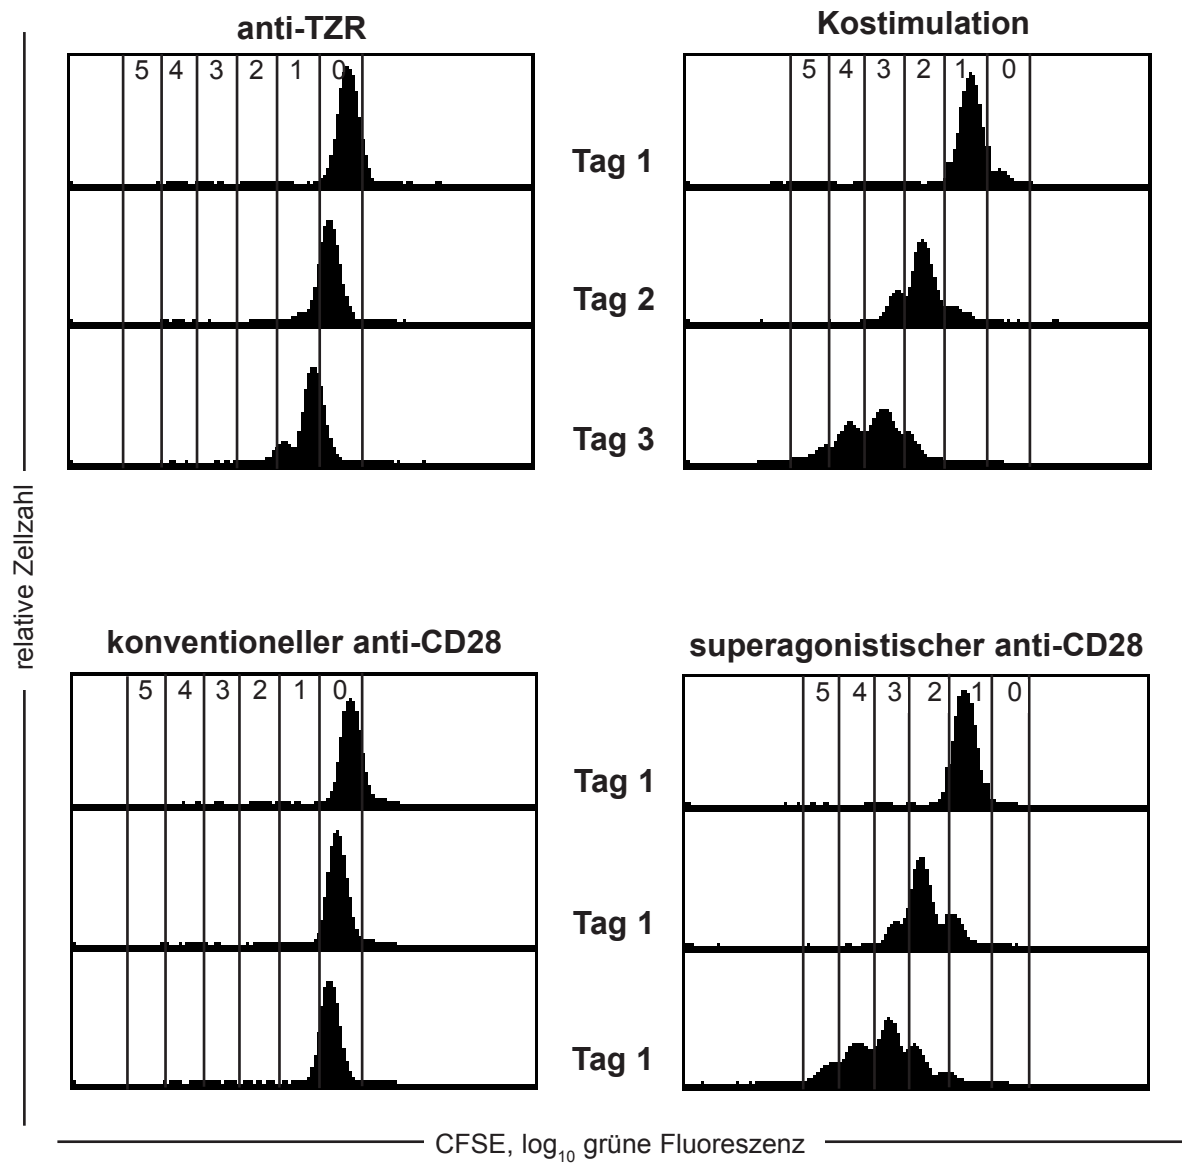 anti-TZR
Kostimulation
5 4 3 2 1 0
5 4 3 2 1 0
Tag 1
Tag 2
Tag 3
relative Zellzahl
konventioneller anti-CD28
superagonistischer anti-CD28
5 4 3 2 1 0
5 4 3 2 1 0
Tag 1
Tag 1
Tag 1
CFSE, log10 grüne Fluoreszenz